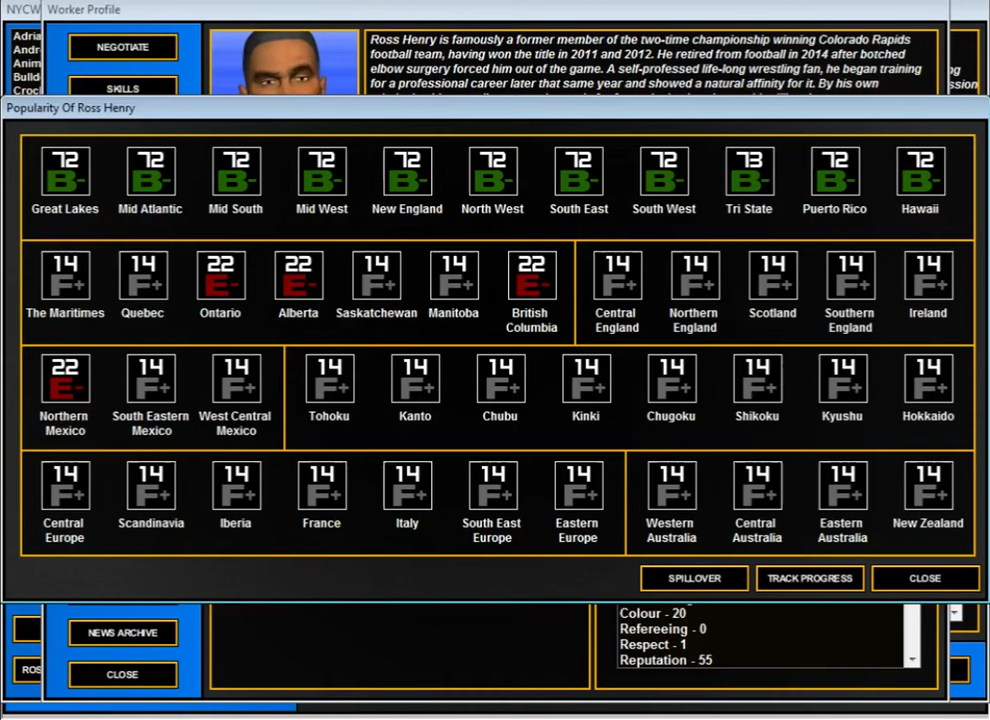 NYCW
Worker Profile
Adria
Andr
Anim
Build
Croc
NEGOTIATE
SKILLS
Ross Henry is famously a former member of the two-time championship winning Colorado Rapids
football team, having won the title in 2011 and 2012. He retired from football in 2014 after botched
elbow surgery forced him out of the game. A self-professed life-long wrestling fan, he began training
for a professional career later that same year and showed a natural affinity for it. By his own
ng
ssion
Popularity Of Ross Henry
72 72 72 72 72 72 72 72 73 72 72
B- B- B- B- B- B- B- B- B- B- B-
Great Lakes Mid Atlantic Mid South Mid West New England North West South East South West Tri State Puerto Rico Hawaii
14 14 22 22 14 14 22 14 14 14 14 14
F+ F+ E- E- F+ F+ E- F+ F+ F+ F+ F+
The Maritimes Quebec Ontario Alberta Saskatchewan Manitoba British Central Northern Scotland Southern Ireland
Columbia England England England
22 14 14 14 14 14 14 14 14 14 14
E- F+ F+ F+ F+ F+ F+ F+ F+ F+ F+
Northern South Eastern West Central Tohoku Kanto Chubu Kinki Chugoku Shikoku Kyushu Hokkaido
Mexico Mexico Mexico
14 14 14 14 14 14 14 14 14 14 14
F+ F+ F+ F+ F+ F+ F+ F+ F+ F+ F+
Central Scandinavia Iberia France Italy South East Eastern Western Central Eastern New Zealand
Europe Europe Europe Australia Australia Australia
SPILLOVER TRACK PROGRESS CLOSE
Colour - 20
Refereeing - 0
Respect - 1
Reputation - 55
NEWS ARCHIVE
ROS
CLOSE